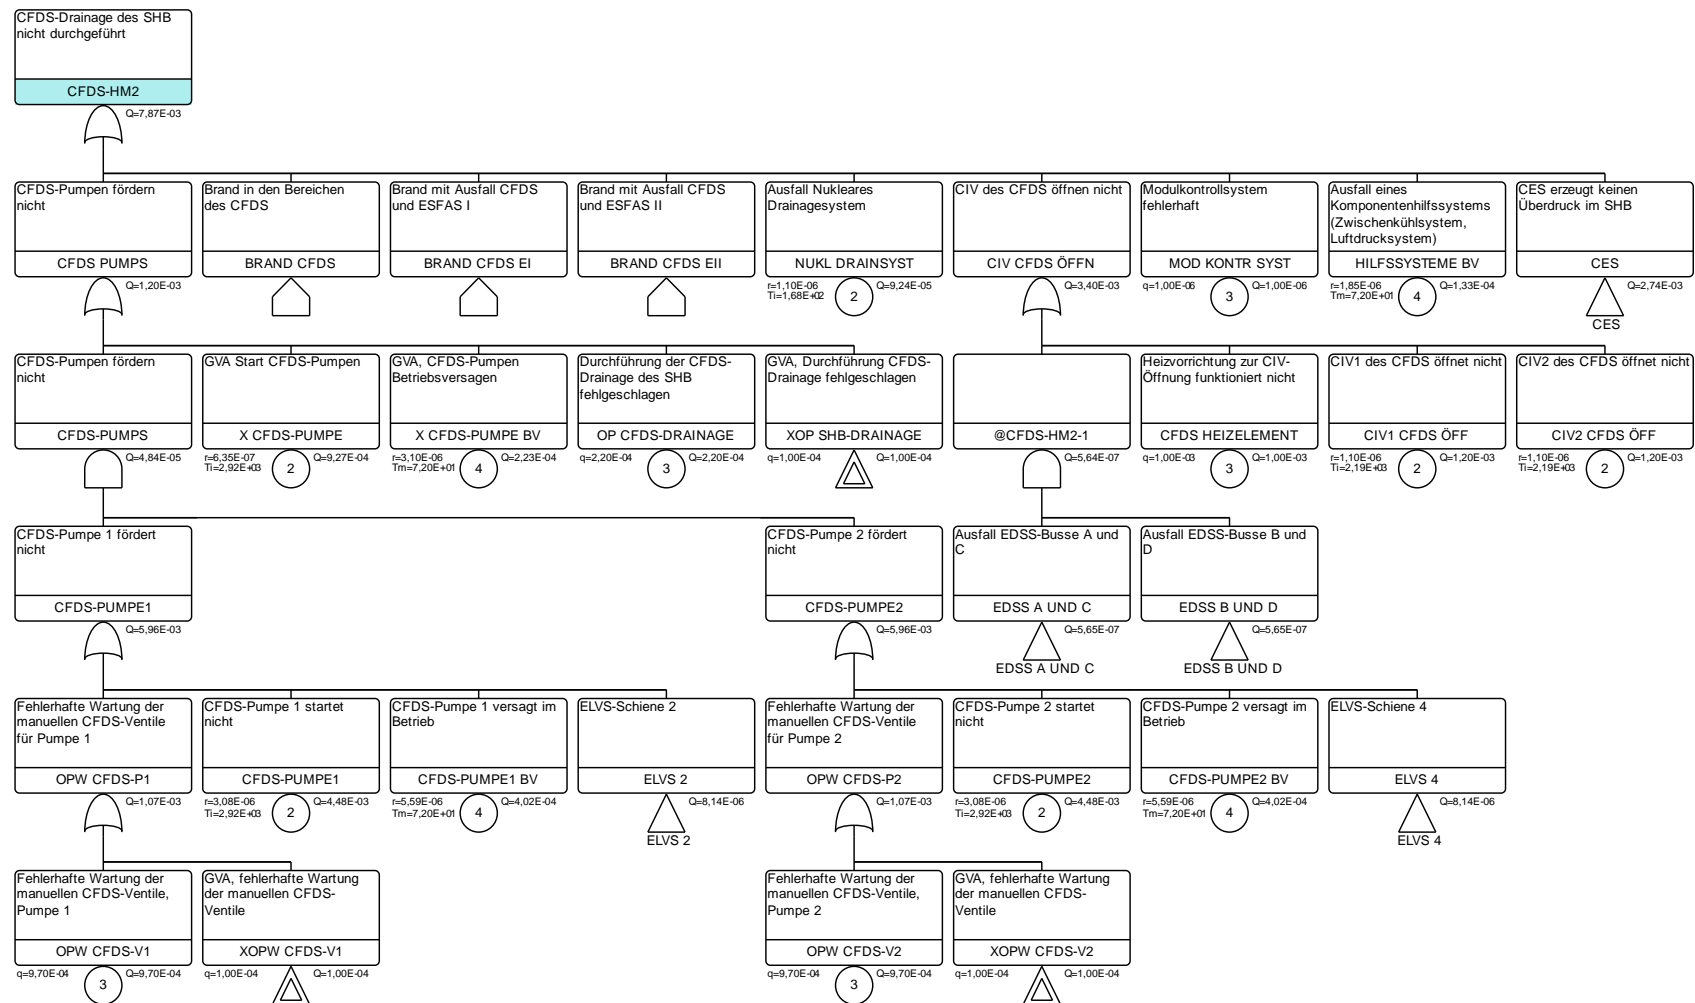 CFDS-Drainage des SHB
nicht durchgeführt
CFDS-HM2
Q=7,87E-03
CFDS-Pumpen fördern
nicht
CFDS PUMPS
Q=1,20E-03
Brand in den Bereichen
des CFDS
BRAND CFDS
Brand mit Ausfall CFDS
und ESFAS I
BRAND CFDS EI
Brand mit Ausfall CFDS
und ESFAS II
BRAND CFDS EII
Ausfall Nukleares
Drainagesystem
NUKL DRAINSYST
r=1,10E-06
Ti=1,68E+02
2
Q=9,24E-05
CIV des CFDS öffnen nicht
CIV CFDS ÖFFN
Q=3,40E-03
Modulkontrollsystem
fehlerhaft
MOD KONTR SYST
q=1,00E-06
3
Q=1,00E-06
Ausfall eines
Komponentenhilfssystems
(Zwischenkühlsystem,
Luftdrucksystem)
HILFSSYSTEME BV
r=1,85E-06
Tm=7,20E+01
4
Q=1,33E-04
CES erzeugt keinen
Überdruck im SHB
CES
Q=2,74E-03
CES
CFDS-Pumpen fördern
nicht
CFDS-PUMPS
Q=4,84E-05
GVA Start CFDS-Pumpen
X CFDS-PUMPE
r=6,35E-07
Ti=2,92E+03
2
Q=9,27E-04
GVA, CFDS-Pumpen
Betriebsversagen
X CFDS-PUMPE BV
r=3,10E-06
Tm=7,20E+01
4
Q=2,23E-04
Durchführung der CFDS-
Drainage des SHB
fehlgeschlagen
OP CFDS-DRAINAGE
q=2,20E-04
3
Q=2,20E-04
GVA, Durchführung CFDS-
Drainage fehlgeschlagen
XOP SHB-DRAINAGE
q=1,00E-04
Q=1,00E-04
@CFDS-HM2-1
Q=5,64E-07
Heizvorrichtung zur CIV-
Öffnung funktioniert nicht
CFDS HEIZELEMENT
q=1,00E-03
3
Q=1,00E-03
CIV1 des CFDS öffnet nicht
CIV1 CFDS ÖFF
r=1,10E-06
Ti=2,19E+03
2
Q=1,20E-03
CIV2 des CFDS öffnet nicht
CIV2 CFDS ÖFF
r=1,10E-06
Ti=2,19E+03
2
Q=1,20E-03
CFDS-Pumpe 1 fördert
nicht
CFDS-PUMPE1
Q=5,96E-03
CFDS-Pumpe 2 fördert
nicht
CFDS-PUMPE2
Q=5,96E-03
Ausfall EDSS-Busse A und
C
EDSS A UND C
Q=5,65E-07
EDSS A UND C
Ausfall EDSS-Busse B und
D
EDSS B UND D
Q=5,65E-07
EDSS B UND D
Fehlerhafte Wartung der
manuellen CFDS-Ventile
für Pumpe 1
OPW CFDS-P1
Q=1,07E-03
CFDS-Pumpe 1 startet
nicht
CFDS-PUMPE1
r=3,08E-06
Ti=2,92E+03
2
Q=4,48E-03
CFDS-Pumpe 1 versagt im
Betrieb
CFDS-PUMPE1 BV
r=5,59E-06
Tm=7,20E+01
4
Q=4,02E-04
ELVS-Schiene 2
ELVS 2
Q=8,14E-06
ELVS 2
Fehlerhafte Wartung der
manuellen CFDS-Ventile
für Pumpe 2
OPW CFDS-P2
Q=1,07E-03
CFDS-Pumpe 2 startet
nicht
CFDS-PUMPE2
r=3,08E-06
Ti=2,92E+03
2
Q=4,48E-03
CFDS-Pumpe 2 versagt im
Betrieb
CFDS-PUMPE2 BV
r=5,59E-06
Tm=7,20E+01
4
Q=4,02E-04
ELVS-Schiene 4
ELVS 4
Q=8,14E-06
ELVS 4
Fehlerhafte Wartung der
manuellen CFDS-Ventile,
Pumpe 1
OPW CFDS-V1
q=9,70E-04
3
Q=9,70E-04
GVA, fehlerhafte Wartung
der manuellen CFDS-
Ventile
XOPW CFDS-V1
q=1,00E-04
Q=1,00E-04
Fehlerhafte Wartung der
manuellen CFDS-Ventile,
Pumpe 2
OPW CFDS-V2
q=9,70E-04
3
Q=9,70E-04
GVA, fehlerhafte Wartung
der manuellen CFDS-
Ventile
XOPW CFDS-V2
q=1,00E-04
Q=1,00E-04